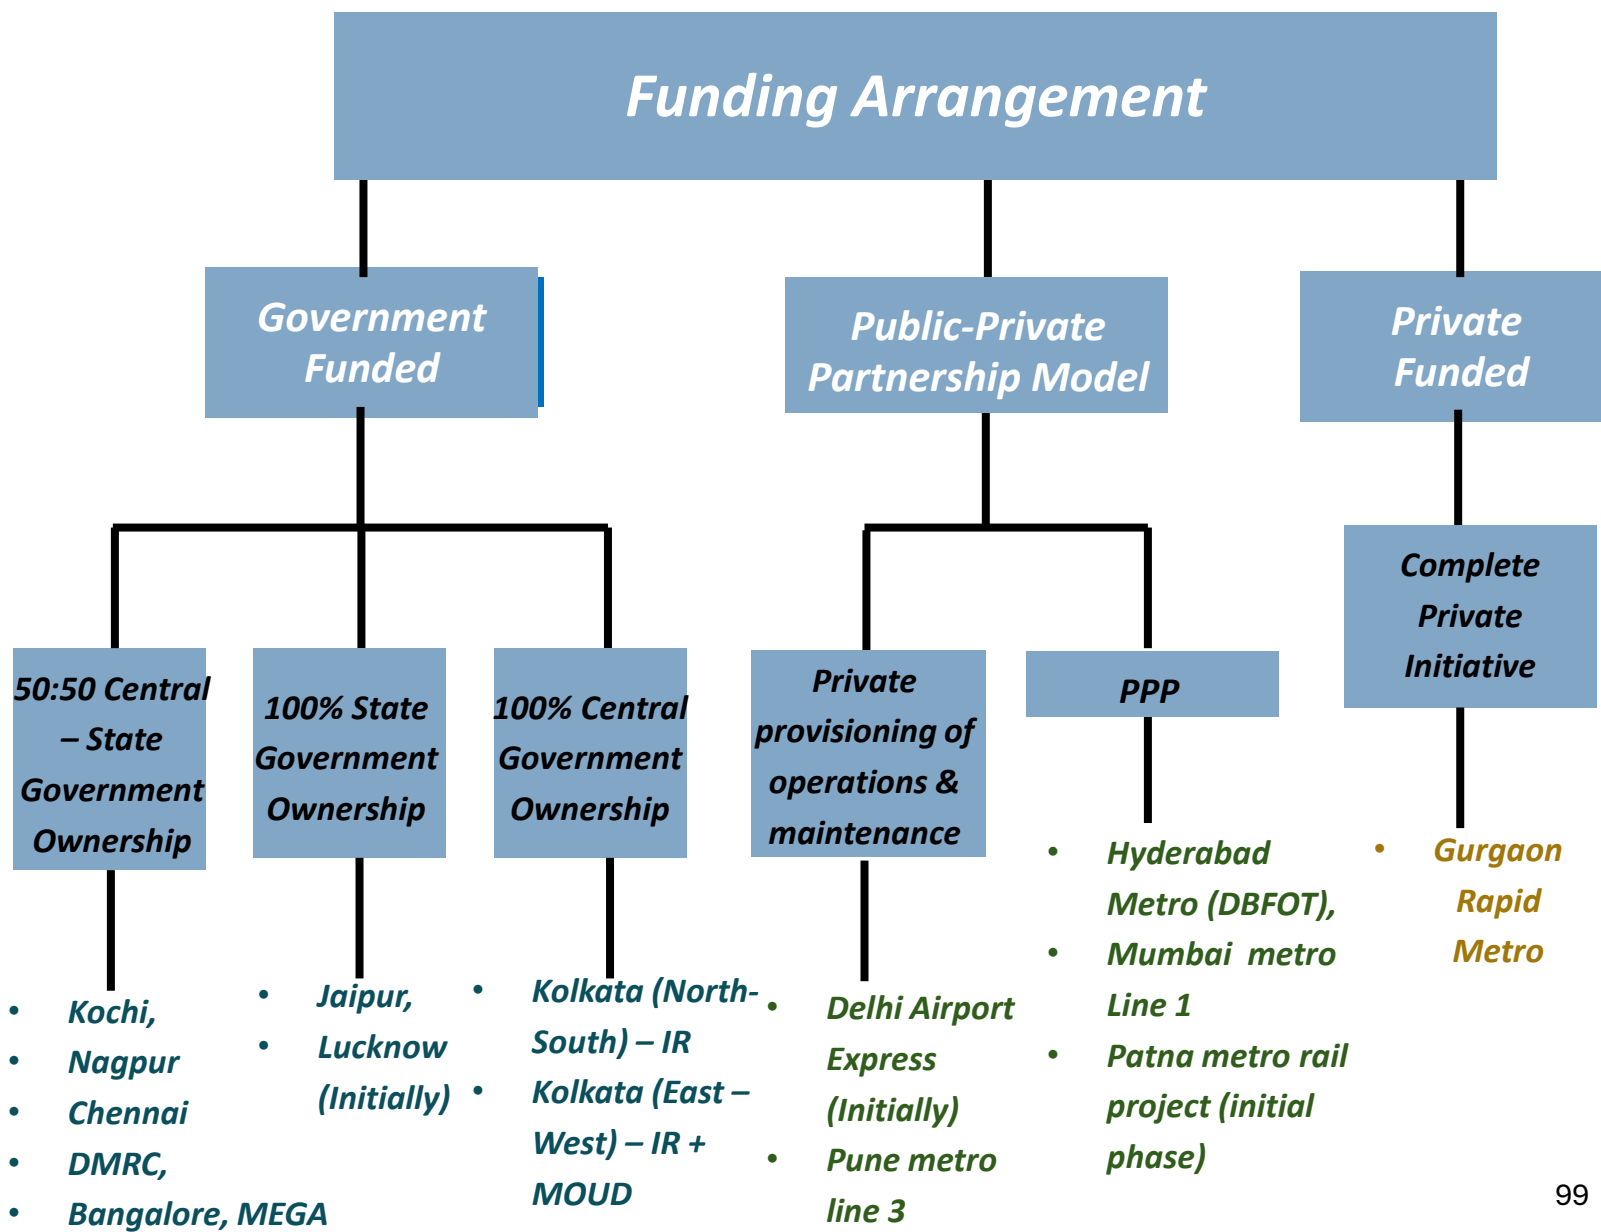 Funding Arrangement
Government
Funded
Public-Private
Partnership Model
Private
Funded
50:50 Central
– State
Government
Ownership
100% State
Government
Ownership
100% Central
Government
Ownership
Private
provisioning of
operations &
maintenance
PPP
Complete
Private
Initiative
• Kochi,
• Nagpur
• Chennai
• DMRC,
• Bangalore, MEGA
• Jaipur,
• Lucknow
(Initially)
• Kolkata (North-
South) – IR
• Kolkata (East –
West) – IR +
MOUD
• Delhi Airport
Express
(Initially)
• Pune metro
line 3
• Hyderabad
Metro (DBFOT),
• Mumbai metro
Line 1
• Patna metro rail
project (initial
phase)
• Gurgaon
Rapid
Metro
99